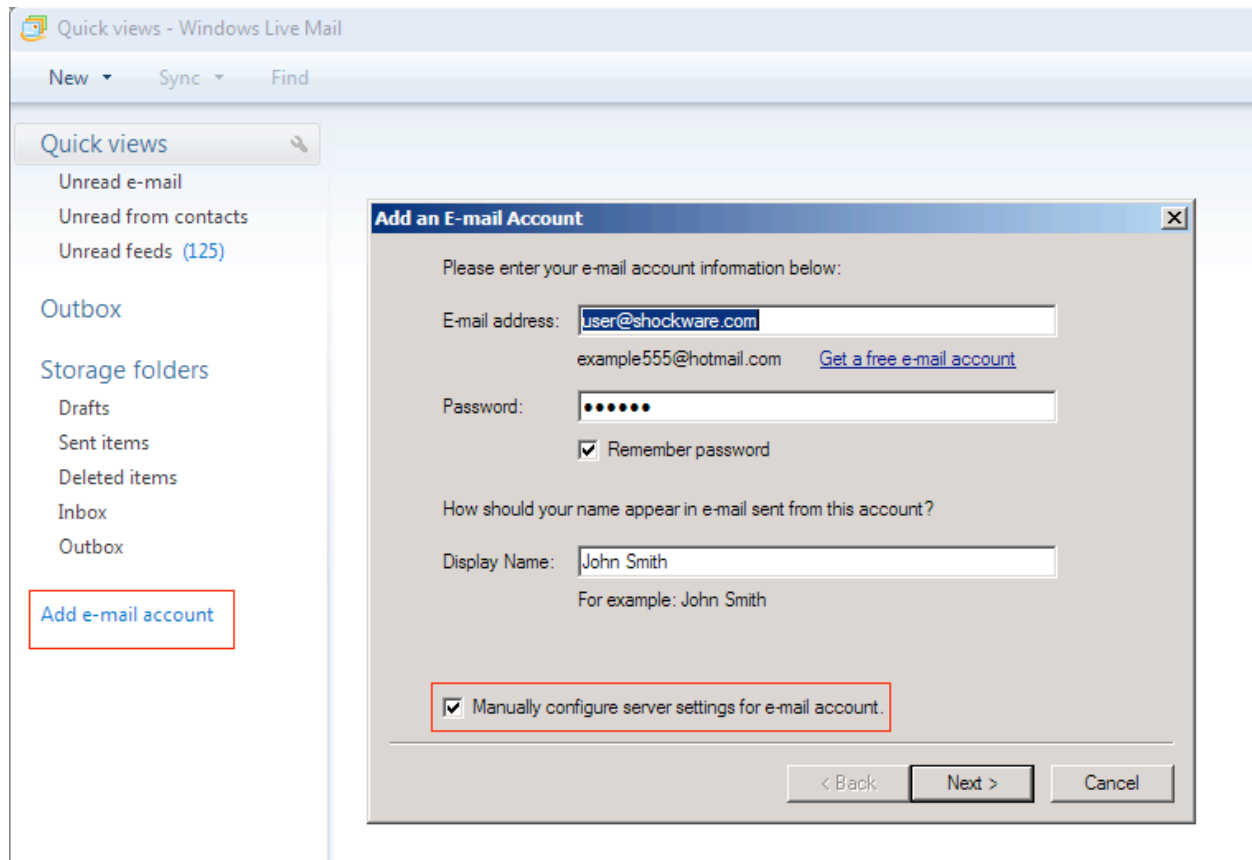 Quick views - Windows Live Mail
New Sync Find
Quick views
Unread e-mail
Unread from contacts
Unread feeds (125)
Outbox
Storage folders
Drafts
Sent items
Deleted items
Inbox
Outbox
Add e-mail account
Add an E-mail Account
Please enter your e-mail account information below:
E-mail address: user@shockware.com
example555@hotmail.com Get a free e-mail account
Password: ●●●●●●
Remember password
How should your name appear in e-mail sent from this account?
Display Name: John Smith
For example: John Smith
Manually configure server settings for e-mail account.
< Back Next > Cancel